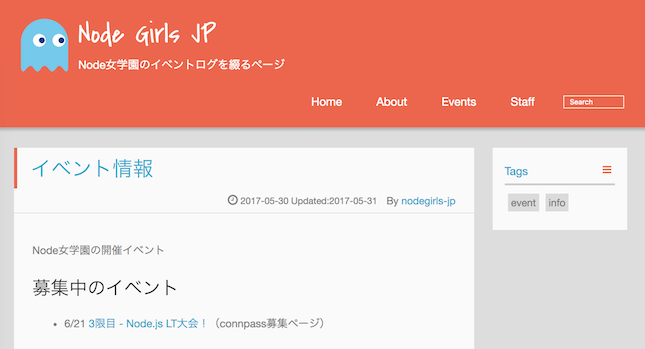 Node Girls JP
Node女学園のイベントログを綴るページ
Home About Events Staff Search
イベント情報
2017-05-30 Updated:2017-05-31 By nodegirls-jp
Node女学園の開催イベント
募集中のイベント
• 6/21 3限目 - Node.js LT大会！（connpass募集ページ）
Tags
event info